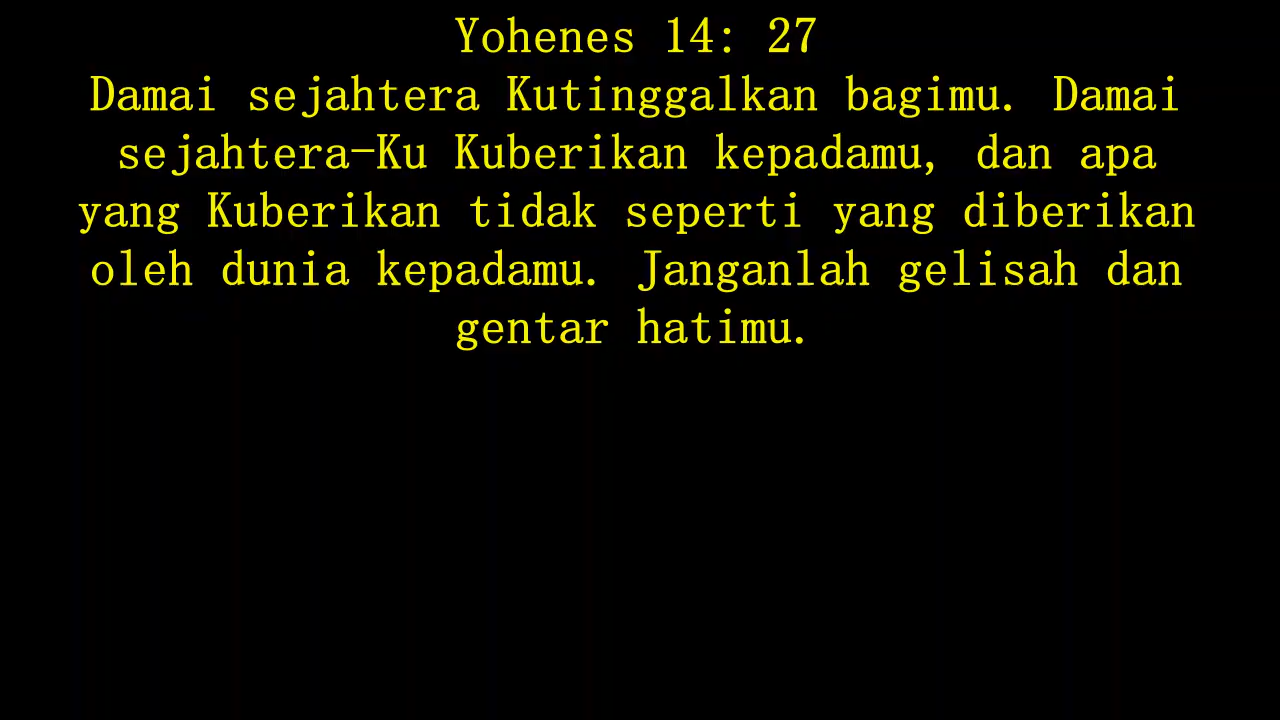 Yohenes 14: 27
Damai sejahtera Kutinggalkan bagimu. Damai
sejahtera-Ku Kuberikan kepadamu, dan apa
yang Kuberikan tidak seperti yang diberikan
oleh dunia kepadamu. Janganlah gelisah dan
gentar hatimu.